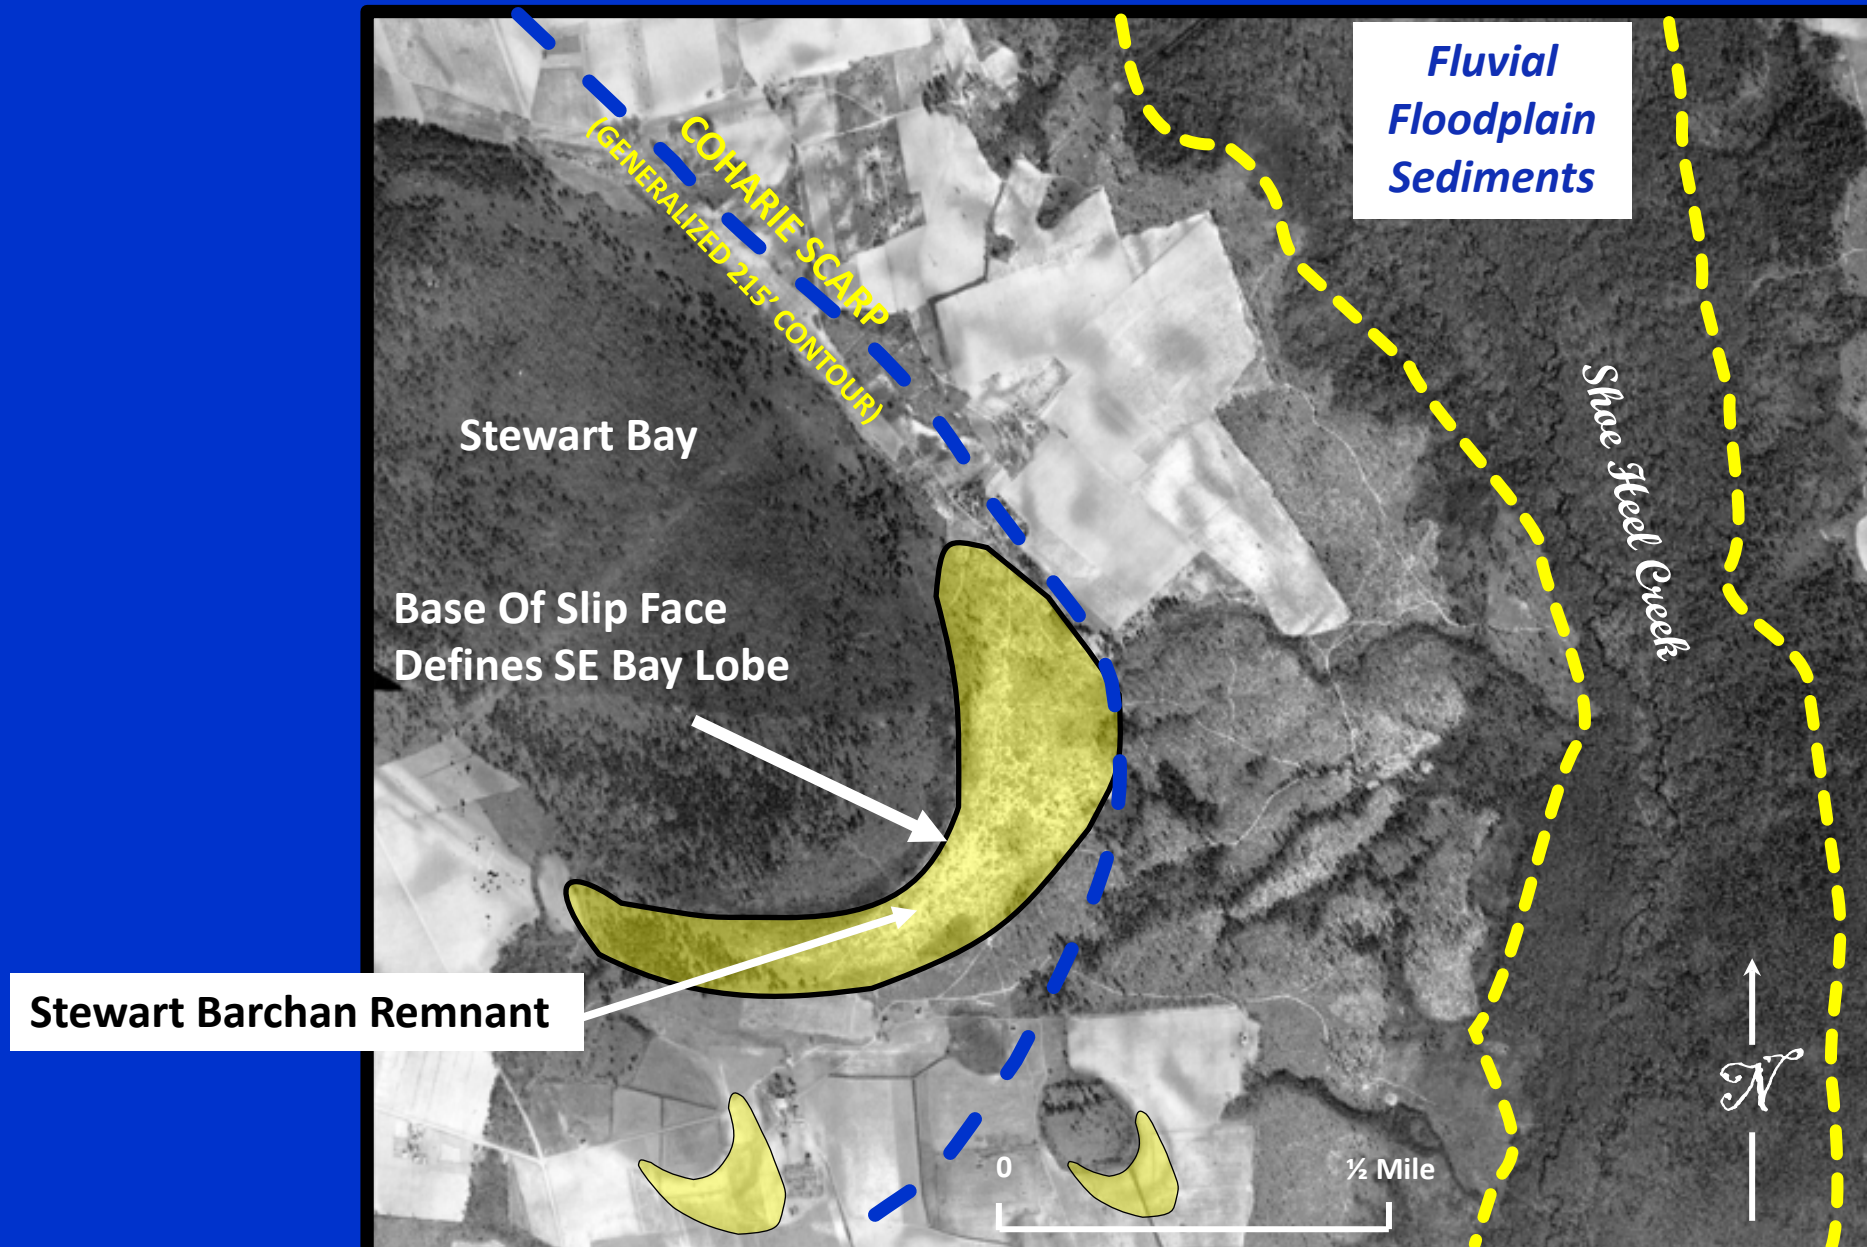 Fluvial
Floodplain
Sediments
COHARIE SCARP
(GENERALIZED 215’ CONTOUR)
Shoe Heel Creek
Stewart Bay
Base Of Slip Face
Defines SE Bay Lobe
Stewart Barchan Remnant
N
0 ½ Mile